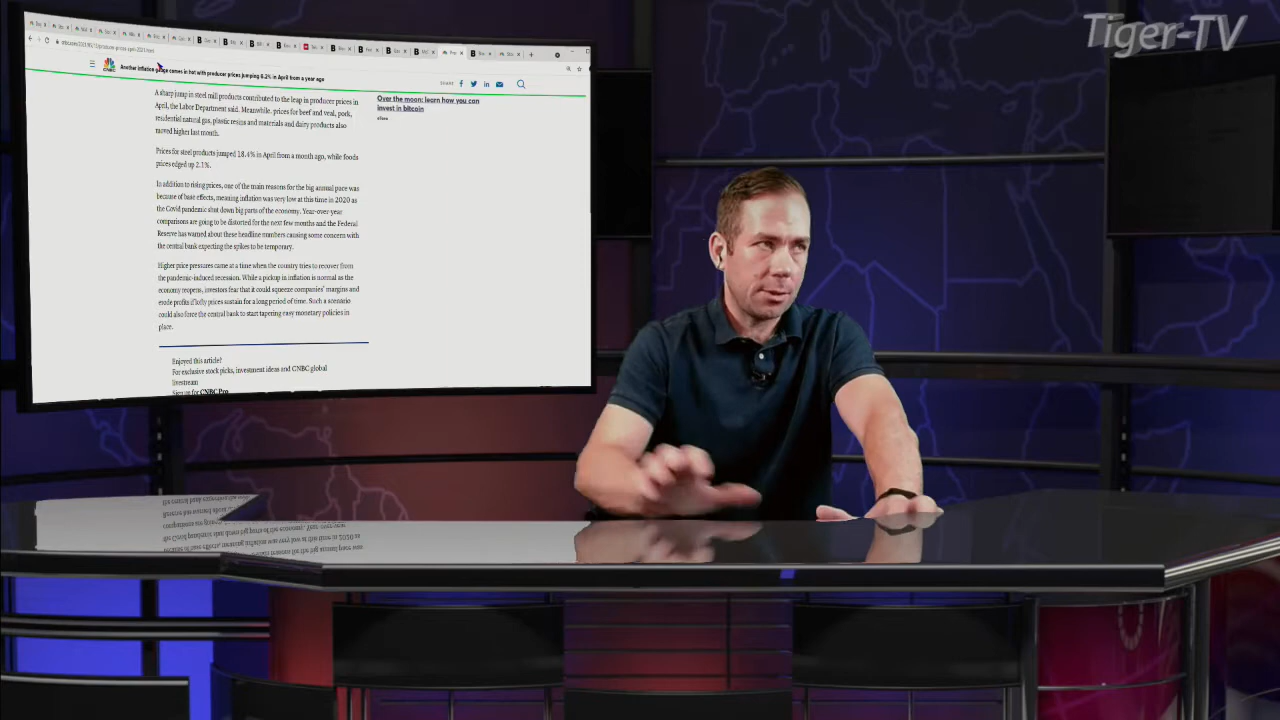 Tiger-TV
CNBC
Another inflation gauge comes in hot with producer prices jumping 6.2% in April from a year ago
SHARE
Over the moon: learn how you can
invest in bitcoin
A sharp jump in steel mill products contributed to the leap in producer prices in
April, the Labor Department said. Meanwhile, prices for beef and veal, pork,
residential natural gas, plastic resins and materials and dairy products also
moved higher last month.
Prices for steel products jumped 18.4% in April from a month ago, while foods
prices edged up 2.1%.
In addition to rising prices, one of the main reasons for the big annual pace was
because of base effects, meaning inflation was very low at this time in 2020 as
the Covid pandemic shut down big parts of the economy. Year-over-year
comparisons are going to be distorted for the next few months and the Federal
Reserve has warned about these headline numbers causing some concern with
the central bank expecting the spikes to be temporary.
Higher price pressures came at a time when the country tries to recover from
the pandemic-induced recession. While a pickup in inflation is normal as the
economy reopens, investors fear that it could squeeze companies' margins and
erode profits if lofty prices sustain for a long period of time. Such a scenario
could also force the central bank to start tapering easy monetary policies in
place.
Enjoyed this article?
For exclusive stock picks, investment ideas and CNBC global
livestream
Sign up for CNBC Pro